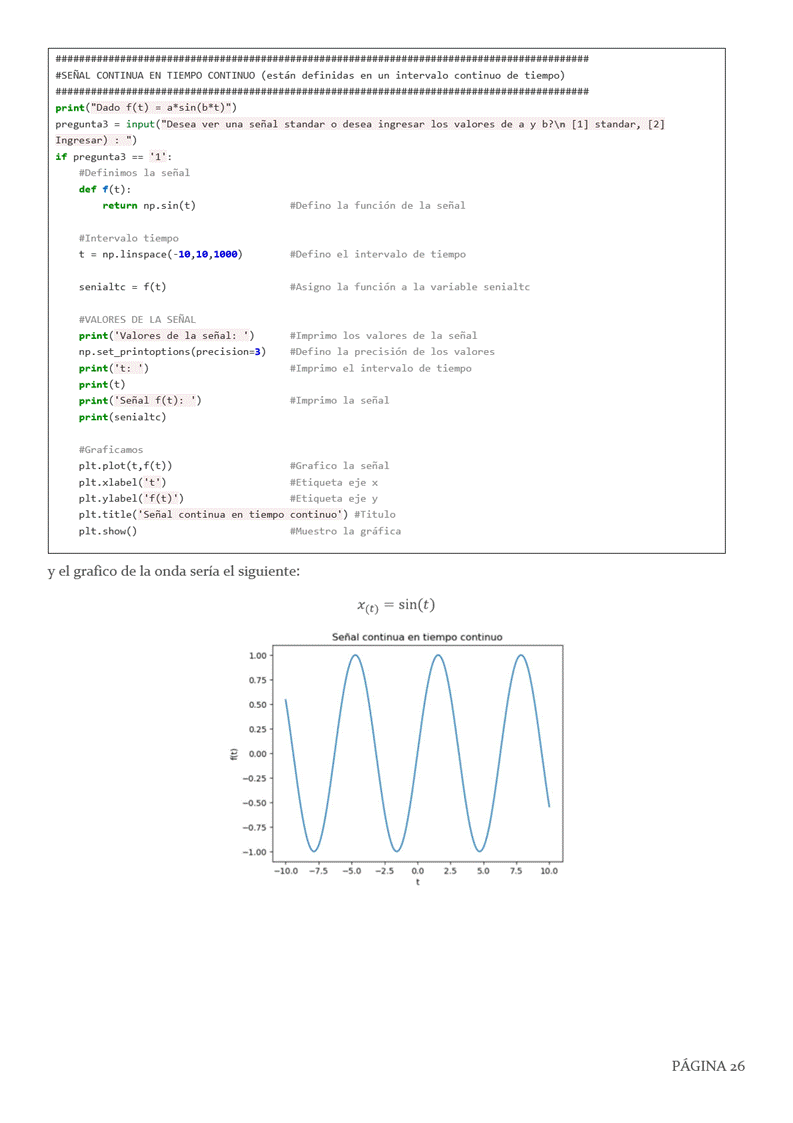 ###########################################################################################
#SEÑAL CONTINUA EN TIEMPO CONTINUO (están definidas en un intervalo continuo de tiempo)
###########################################################################################
print("Dado f(t) = a*sin(b*t)")
pregunta3 = input("Desea ver una señal standar o desea ingresar los valores de a y b?\n [1] standar, [2]
Ingresar) : ")
if pregunta3 == '1':
    #Definimos la señal
    def f(t):
        return np.sin(t)                #Defino la función de la señal
    #Intervalo tiempo
    t = np.linspace(-10,10,1000)        #Defino el intervalo de tiempo
    senialtc = f(t)                     #Asigno la función a la variable senialtc
    #VALORES DE LA SEÑAL
    print('Valores de la señal: ')      #Imprimo los valores de la señal
    np.set_printoptions(precision=3)    #Defino la precisión de los valores
    print('t: ')                        #Imprimo el intervalo de tiempo
    print(t)
    print('Señal f(t): ')               #Imprimo la señal
    print(senialtc)
    #Graficamos
    plt.plot(t,f(t))                    #Grafico la señal
    plt.xlabel('t')                     #Etiqueta eje x
    plt.ylabel('f(t)')                  #Etiqueta eje y
    plt.title('Señal continua en tiempo continuo') #Titulo
    plt.show()                          #Muestro la gráfica
y el grafico de la onda sería el siguiente:
x(t) = sin(t)
Señal continua en tiempo continuo
1.00
0.75
0.50
0.25
0.00
−0.25
−0.50
−0.75
−1.00
f(t)
−10.0 −7.5 −5.0 −2.5 0.0 2.5 5.0 7.5 10.0
t
PÁGINA 26